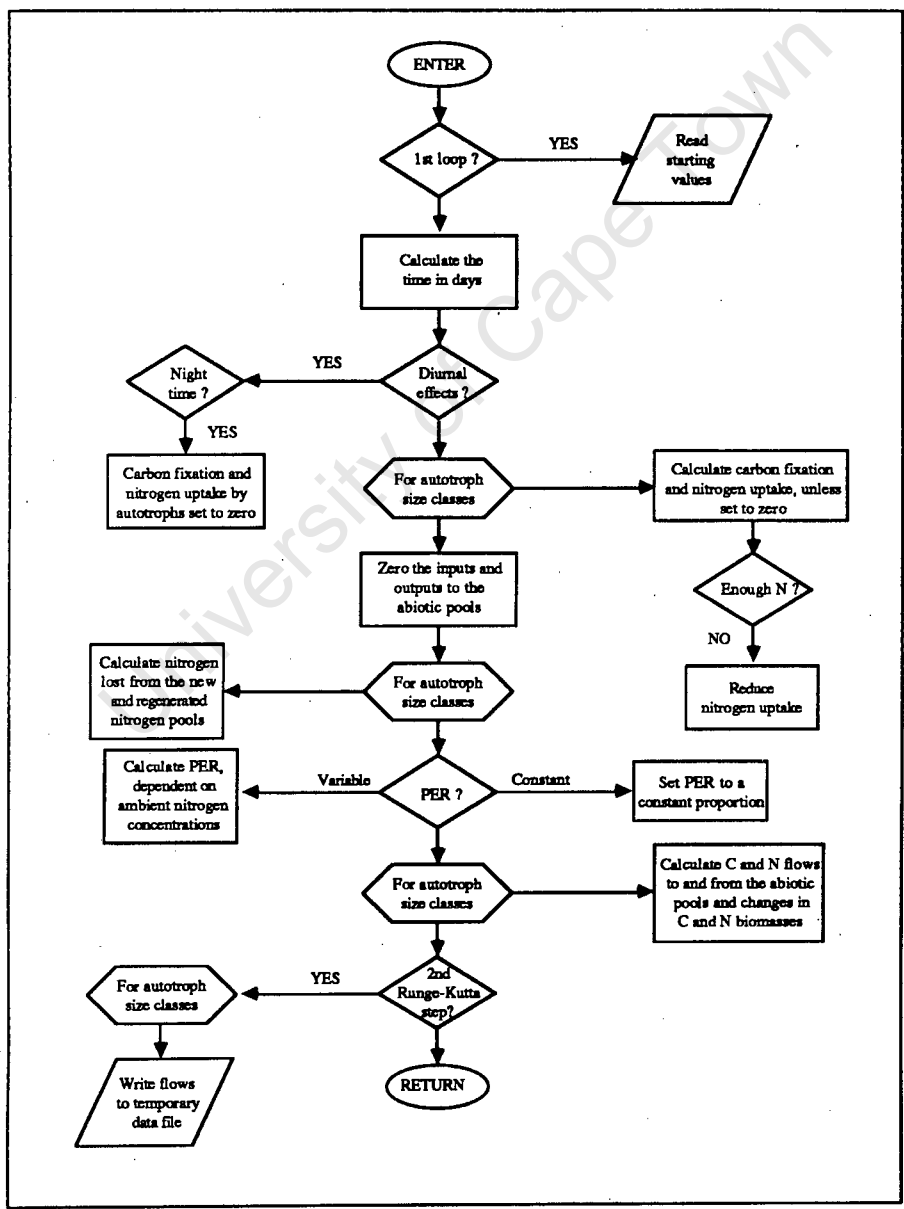 ENTER
1st loop ?
YES
Read
starting
values
Calculate the
time in days
Diurnal
effects ?
YES
Night
time ?
YES
Carbon fixation and
nitrogen uptake by
autotrophs set to zero
For autotroph
size classes
Calculate carbon fixation
and nitrogen uptake, unless
set to zero
Enough N ?
NO
Reduce
nitrogen uptake
Zero the inputs and
outputs to the
abiotic pools
For autotroph
size classes
Calculate nitrogen
lost from the new
and regenerated
nitrogen pools
PER ?
Variable
Calculate PER,
dependent on
ambient nitrogen
concentrations
Constant
Set PER to a
constant proportion
For autotroph
size classes
Calculate C and N flows
to and from the abiotic
pools and changes in
C and N biomasses
2nd
Runge-Kutta
step?
YES
For autotroph
size classes
Write flows
to temporary
data file
RETURN
University of Cape Town